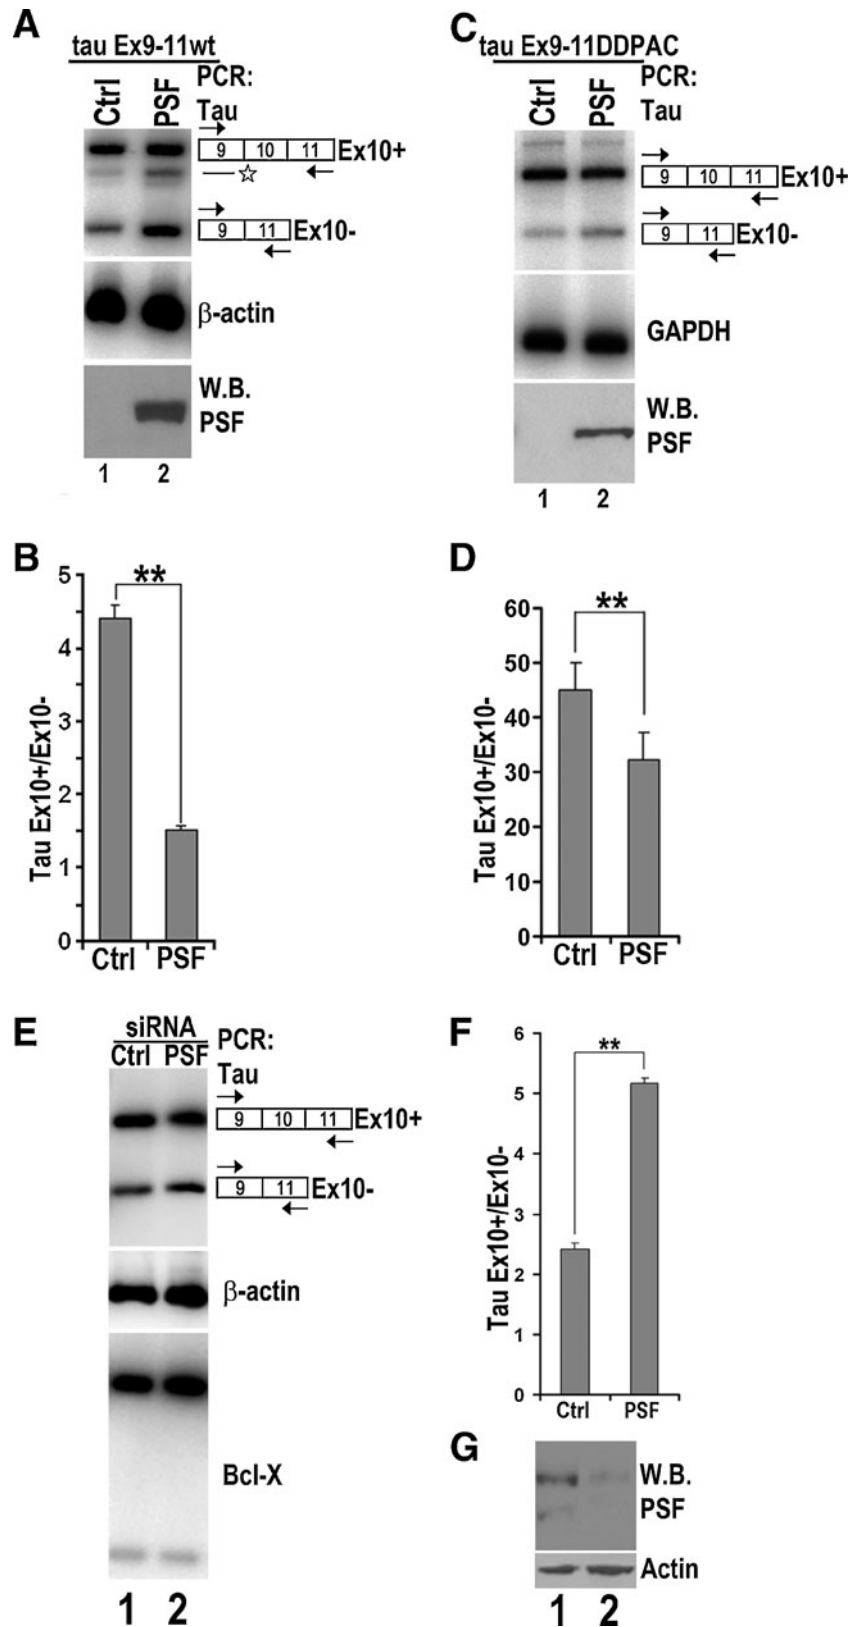 A
tau Ex9-11wt
Ctrl
PSF
PCR:
Tau
9 10 11 Ex10+
9 11 Ex10-
β-actin
W.B.
PSF
1 2
C
tau Ex9-11DDPAC
Ctrl
PSF
PCR:
Tau
9 10 11 Ex10+
9 11 Ex10-
GAPDH
W.B.
PSF
1 2
B
Tau Ex10+/Ex10-
5
4
3
2
1
0
**
Ctrl PSF
D
Tau Ex10+/Ex10-
60
50
40
30
20
10
0
**
Ctrl PSF
E
siRNA
Ctrl PSF
PCR:
Tau
9 10 11 Ex10+
9 11 Ex10-
β-actin
Bcl-X
1 2
F
Tau Ex10+/Ex10-
6
5
4
3
2
1
0
**
Ctrl PSF
G
W.B.
PSF
Actin
1 2